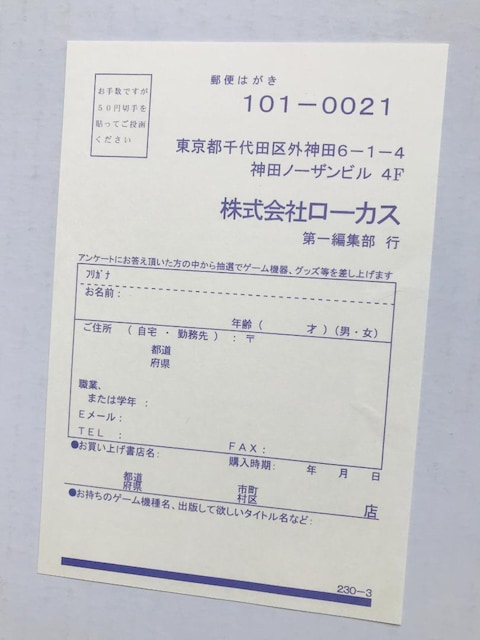 お手数ですが
50円切手を
貼ってご投函
ください
郵便はがき
101-0021
東京都千代田区外神田6-1-4
神田ノーザンビル 4F
株式会社ローカス
第一編集部 行
アンケートにお答え頂いた方の中から抽選でゲーム機器、グッズ等を差し上げます
フリガナ
お名前:
年齢( 才)(男・女)
ご住所 (自宅・勤務先):〒
都道
府県
職業、
または学年:
Eメール:
TEL: FAX:
●お買い上げ書店名: 購入時期: 年 月 日
都道 市町
府県 村区 店
●お持ちのゲーム機種名、出版して欲しいタイトル名など:
230-3